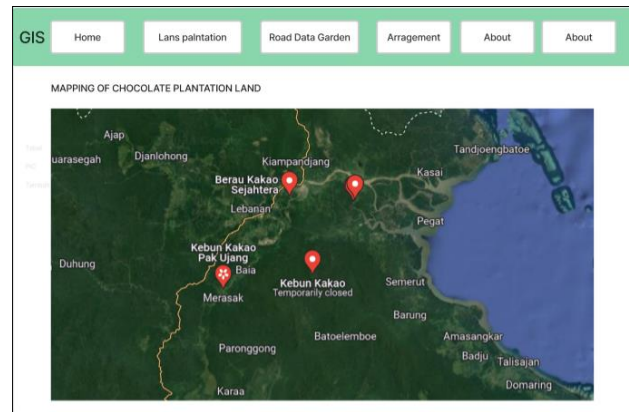 GIS
Home
Lans palntation
Road Data Garden
Arragement
About
About
MAPPING OF CHOCOLATE PLANTATION LAND
Ajap
Tandjoengbatoe
uarasegah
Djanlohong
Kiampandjang
Kasai
Berau Kakao
Sejahtera
Lebanan
Pegat
Kebun Kakao
Pak Ujang
Duhung
Baia
Kebun Kakao
Temporarily closed
Semerut
Merasak
Barung
Batoelemboe
Amasangkar
Paronggong
Badju
Talisajan
Domaring
Karaa